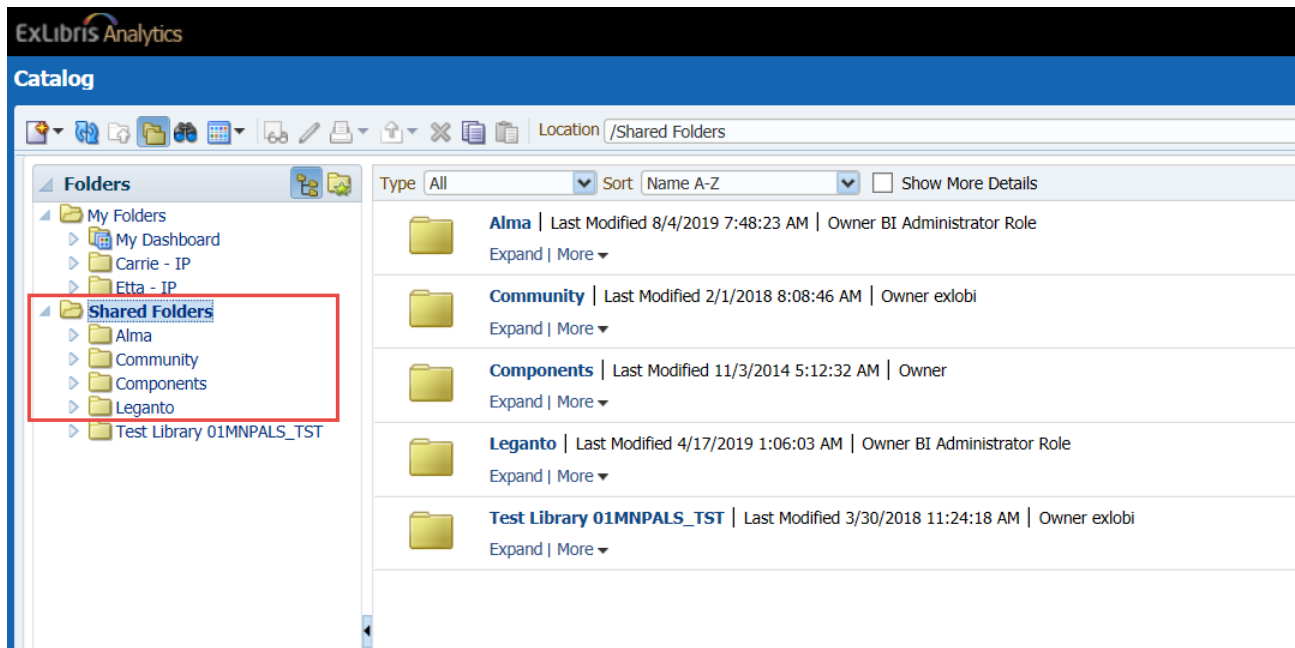 ExLibris Analytics
Catalog
Location /Shared Folders
Folders
Type All Sort Name A-Z Show More Details
My Folders
My Dashboard
Carrie - IP
Etta - IP
Shared Folders
Alma
Community
Components
Leganto
Test Library 01MNPALS_TST
Alma | Last Modified 8/4/2019 7:48:23 AM | Owner BI Administrator Role
Expand | More
Community | Last Modified 2/1/2018 8:08:46 AM | Owner exlobi
Expand | More
Components | Last Modified 11/3/2014 5:12:32 AM | Owner
Expand | More
Leganto | Last Modified 4/17/2019 1:06:03 AM | Owner BI Administrator Role
Expand | More
Test Library 01MNPALS_TST | Last Modified 3/30/2018 11:24:18 AM | Owner exlobi
Expand | More